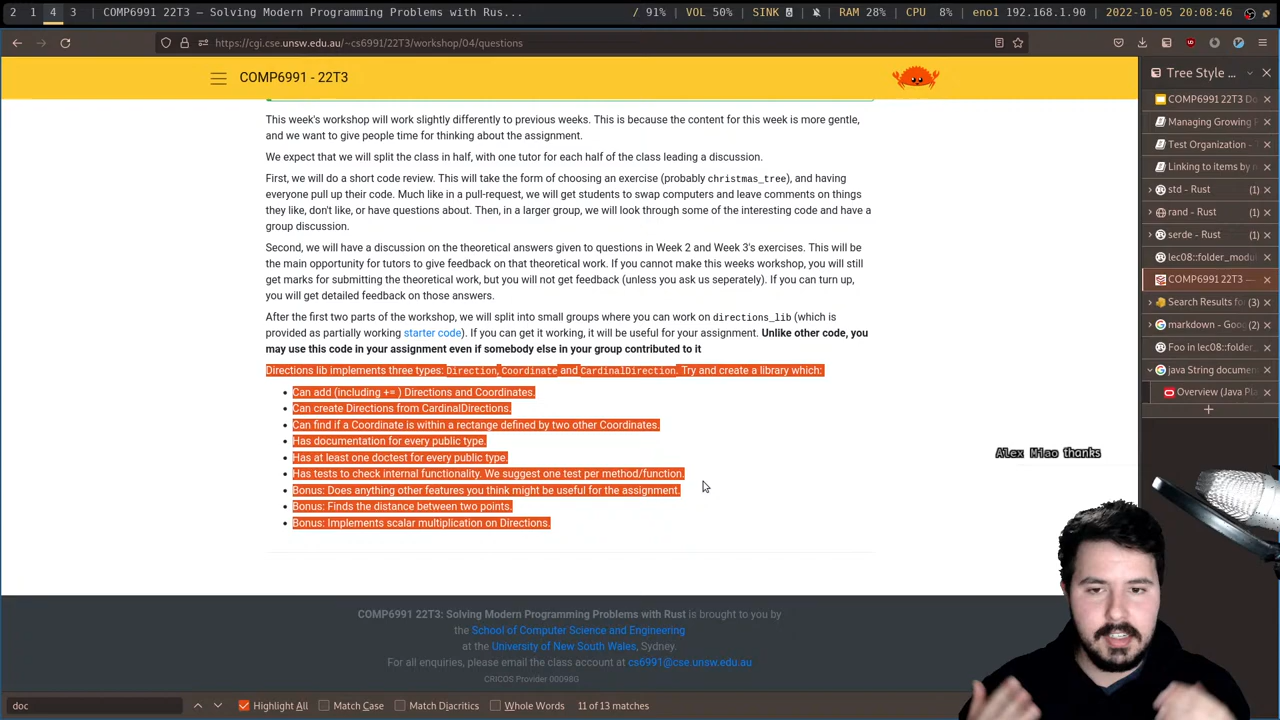 2 1 4 3 COMP6991 22T3 — Solving Modern Programming Problems with Rus... / 91% VOL 50% SINK RAM 28% CPU 8% eno1 192.168.1.90 2022-10-05 20:08:46
https://cgi.cse.unsw.edu.au/~cs6991/22T3/workshop/04/questions
COMP6991 - 22T3
This week's workshop will work slightly differently to previous weeks. This is because the content for this week is more gentle,
and we want to give people time for thinking about the assignment.
We expect that we will split the class in half, with one tutor for each half of the class leading a discussion.
First, we will do a short code review. This will take the form of choosing an exercise (probably christmas_tree), and having
everyone pull up their code. Much like in a pull-request, we will get students to swap computers and leave comments on things
they like, don't like, or have questions about. Then, in a larger group, we will look through some of the interesting code and have a
group discussion.
Second, we will have a discussion on the theoretical answers given to questions in Week 2 and Week 3's exercises. This will be
the main opportunity for tutors to give feedback on that theoretical work. If you cannot make this weeks workshop, you will still
get marks for submitting the theoretical work, but you will not get feedback (unless you ask us seperately). If you can turn up,
you will get detailed feedback on those answers.
After the first two parts of the workshop, we will split into small groups where you can work on directions_lib (which is
provided as partially working starter code). If you can get it working, it will be useful for your assignment. Unlike other code, you
may use this code in your assignment even if somebody else in your group contributed to it
Directions lib implements three types: Direction, Coordinate and CardinalDirection. Try and create a library which:
• Can add (including += ) Directions and Coordinates.
• Can create Directions from CardinalDirections.
• Can find if a Coordinate is within a rectange defined by two other Coordinates.
• Has documentation for every public type.
• Has at least one doctest for every public type.
• Has tests to check internal functionality. We suggest one test per method/function.
• Bonus: Does anything other features you think might be useful for the assignment.
• Bonus: Finds the distance between two points.
• Bonus: Implements scalar multiplication on Directions.
COMP6991 22T3: Solving Modern Programming Problems with Rust is brought to you by
the School of Computer Science and Engineering
at the University of New South Wales, Sydney.
For all enquiries, please email the class account at cs6991@cse.unsw.edu.au
CRICOS Provider 00098G
Tree Style ...
COMP6991 22T3 Do
Managing Growing P
Test Organization - T
Linking to items by n
std - Rust
rand - Rust
serde - Rust
lec08::folder_modul
COMP6991 22T3 —
Search Results fo
markdown - Goog
Foo in lec08::fold
java String docum
Overview (Java Pl
Alex Miao thanks
doc Highlight All Match Case Match Diacritics Whole Words 11 of 13 matches